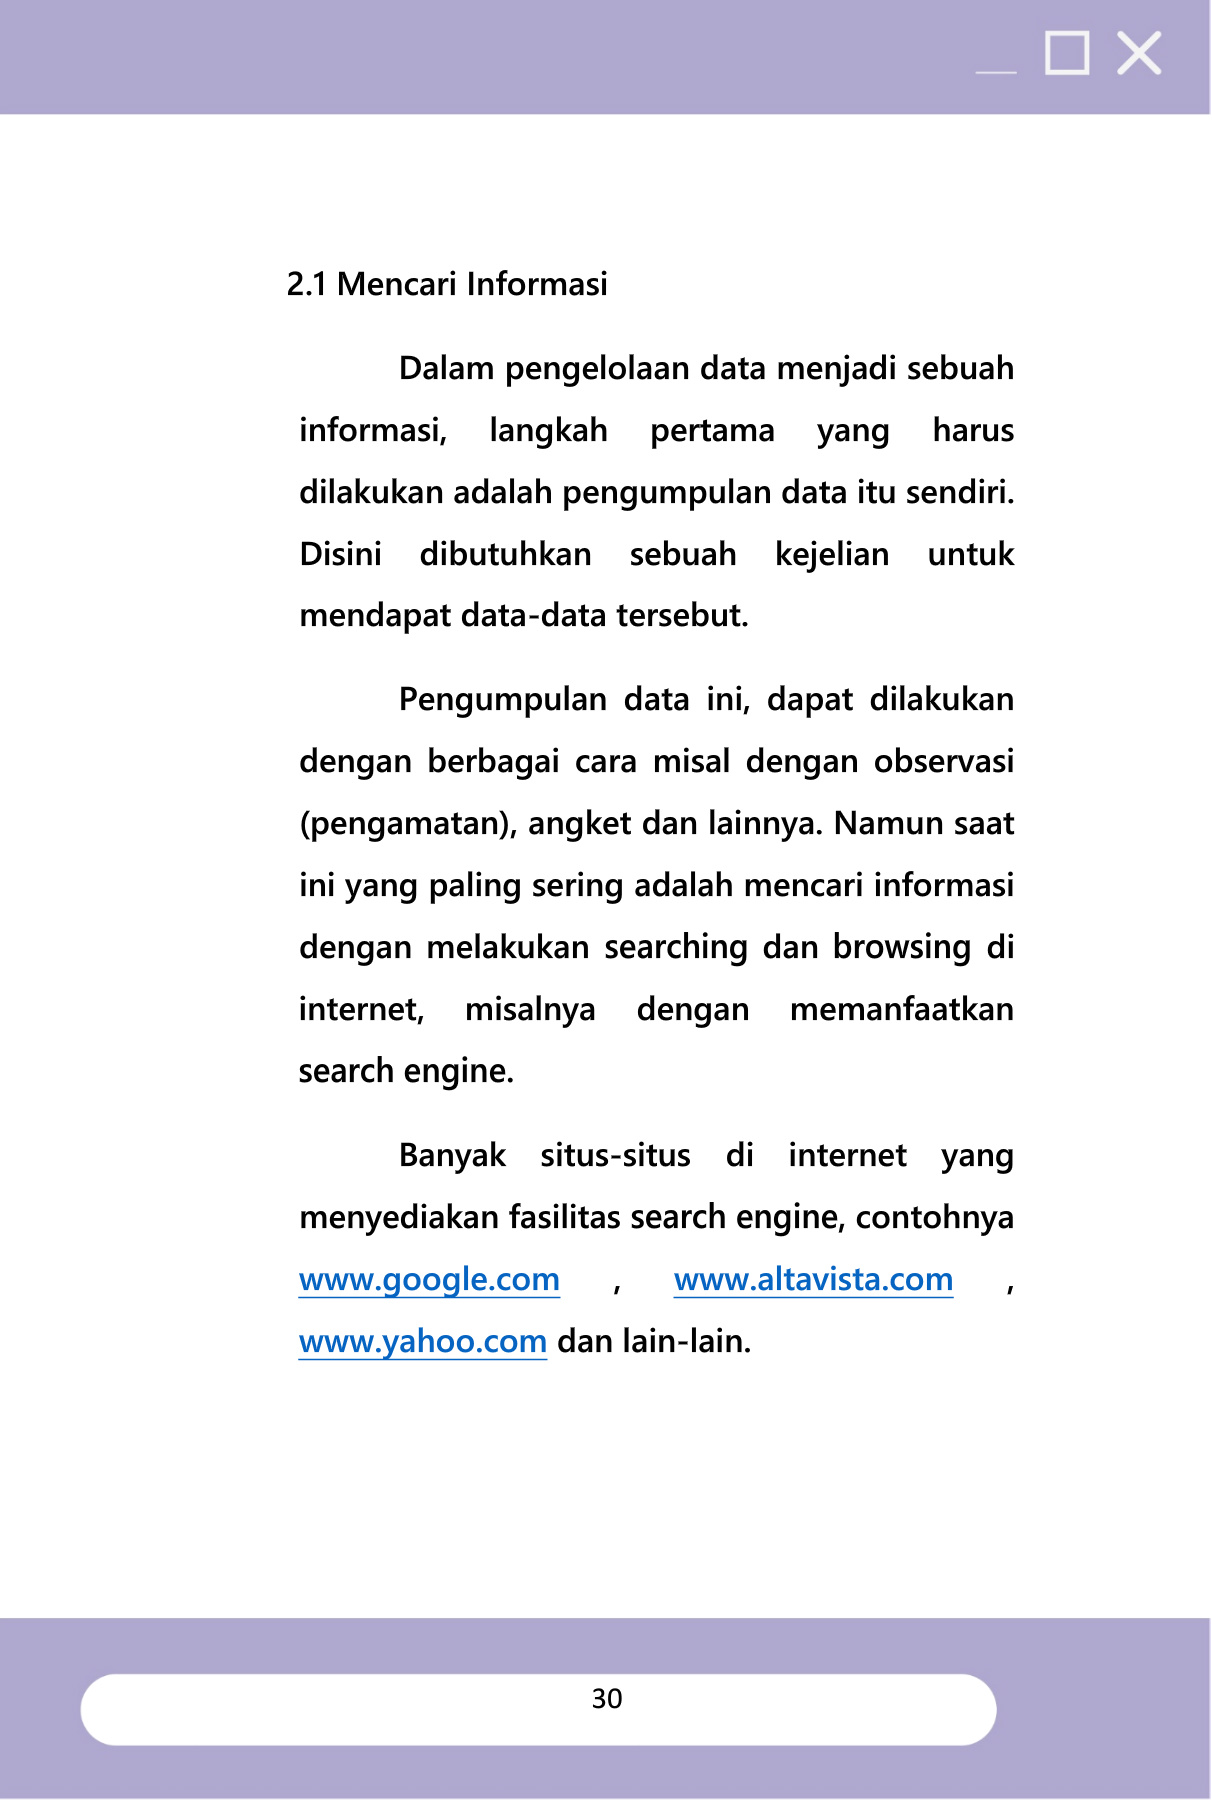 2.1 Mencari Informasi
Dalam pengelolaan data menjadi sebuah
informasi, langkah pertama yang harus
dilakukan adalah pengumpulan data itu sendiri.
Disini dibutuhkan sebuah kejelian untuk
mendapat data-data tersebut.
Pengumpulan data ini, dapat dilakukan
dengan berbagai cara misal dengan observasi
(pengamatan), angket dan lainnya. Namun saat
ini yang paling sering adalah mencari informasi
dengan melakukan searching dan browsing di
internet, misalnya dengan memanfaatkan
search engine.
Banyak situs-situs di internet yang
menyediakan fasilitas search engine, contohnya
www.google.com , www.altavista.com ,
www.yahoo.com dan lain-lain.
30